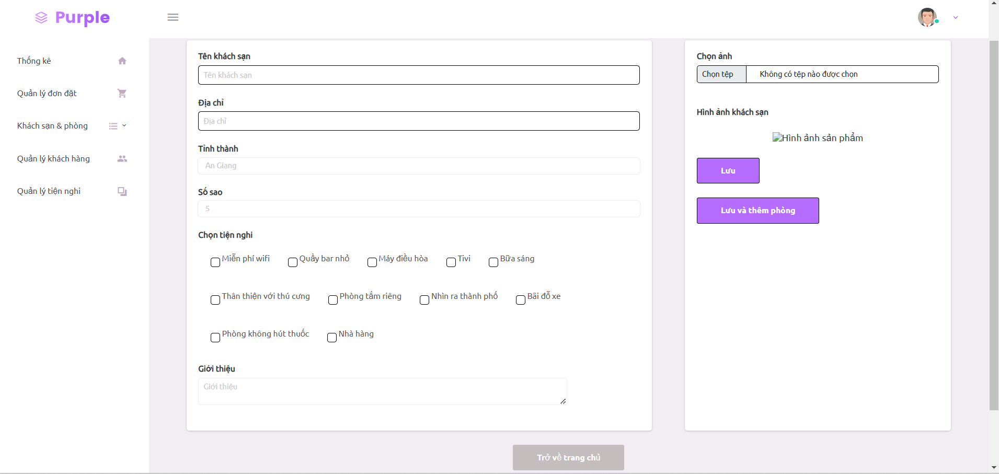 Purple
Thống kê
Quản lý đơn đặt
Khách sạn & phòng
Quản lý khách hàng
Quản lý tiện nghi
Tên khách sạn
Tên khách sạn
Địa chỉ
Địa chỉ
Tỉnh thành
An Giang
Số sao
5
Chọn tiện nghi
Miễn phí wifi Quầy bar nhỏ Máy điều hòa Tivi Bữa sáng
Thân thiện với thú cưng Phòng tắm riêng Nhìn ra thành phố Bãi đỗ xe
Phòng không hút thuốc Nhà hàng
Giới thiệu
Giới thiệu
Chọn ảnh
Chọn tệp Không có tệp nào được chọn
Hình ảnh khách sạn
Hình ảnh sản phẩm
Lưu
Lưu và thêm phòng
Trở về trang chủ